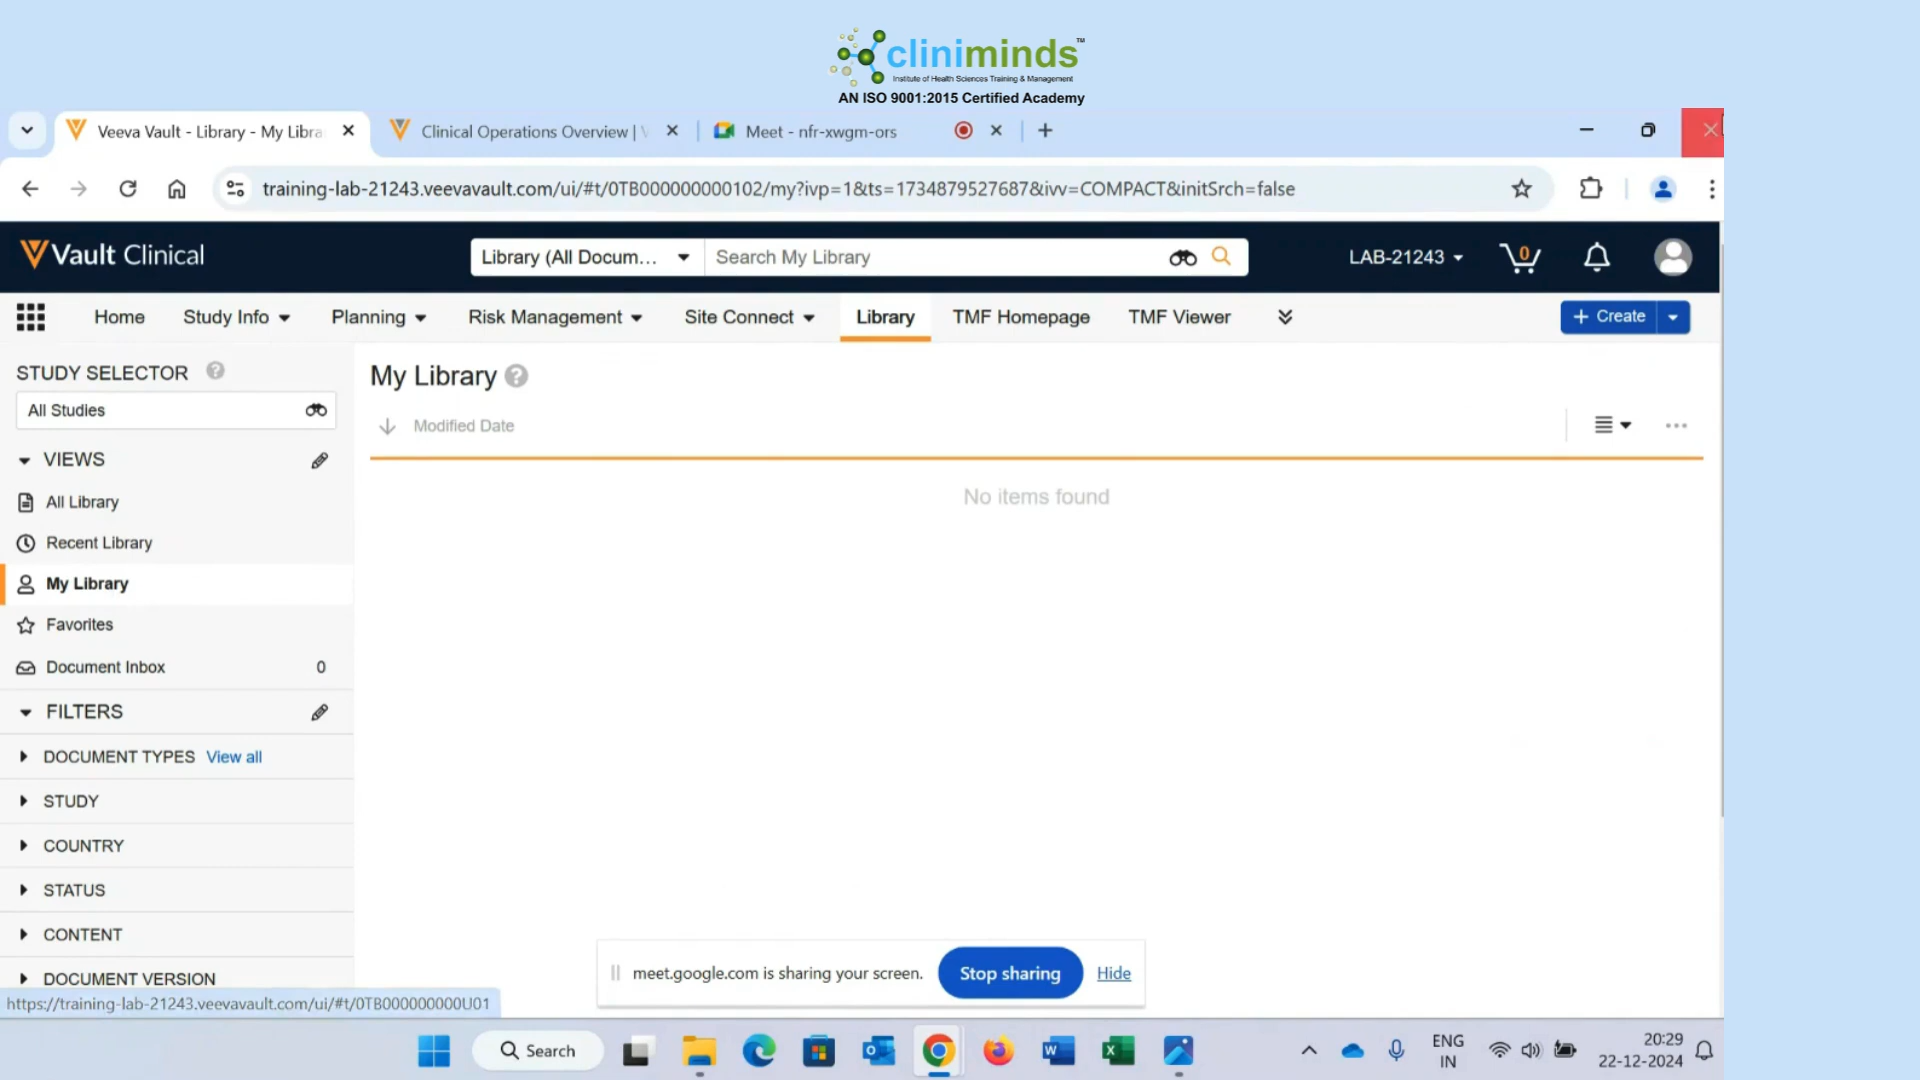 cliniminds™
Institute of Health Sciences Training & Management
AN ISO 9001:2015 Certified Academy
Veeva Vault - Library - My Libra
Clinical Operations Overview | V
Meet - nfr-xwgm-ors
training-lab-21243.veevavault.com/ui/#t/0TB000000000102/my?ivp=1&ts=1734879527687&ivv=COMPACT&initSrch=false
Vault Clinical
Library (All Docum...
Search My Library
LAB-21243
0
Home
Study Info
Planning
Risk Management
Site Connect
Library
TMF Homepage
TMF Viewer
+ Create
STUDY SELECTOR ?
All Studies
VIEWS
All Library
Recent Library
My Library
Favorites
Document Inbox 0
FILTERS
DOCUMENT TYPES View all
STUDY
COUNTRY
STATUS
CONTENT
DOCUMENT VERSION
https://training-lab-21243.veevavault.com/ui/#t/0TB000000000U01
My Library ?
Modified Date
No items found
meet.google.com is sharing your screen.
Stop sharing
Hide
Search
ENG
IN
20:29
22-12-2024